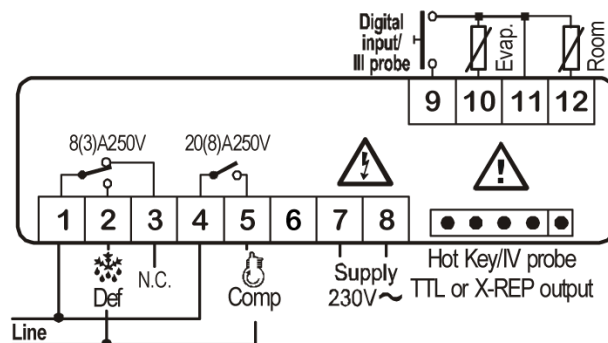 Digital
input/
III probe
Evap.
Room
9 10 11 12
8(3)A250V
20(8)A250V
1 2 3 4 5 6 7 8
Def
N.C.
Comp
Supply
230V~
Hot Key/IV probe
TTL or X-REP output
Line